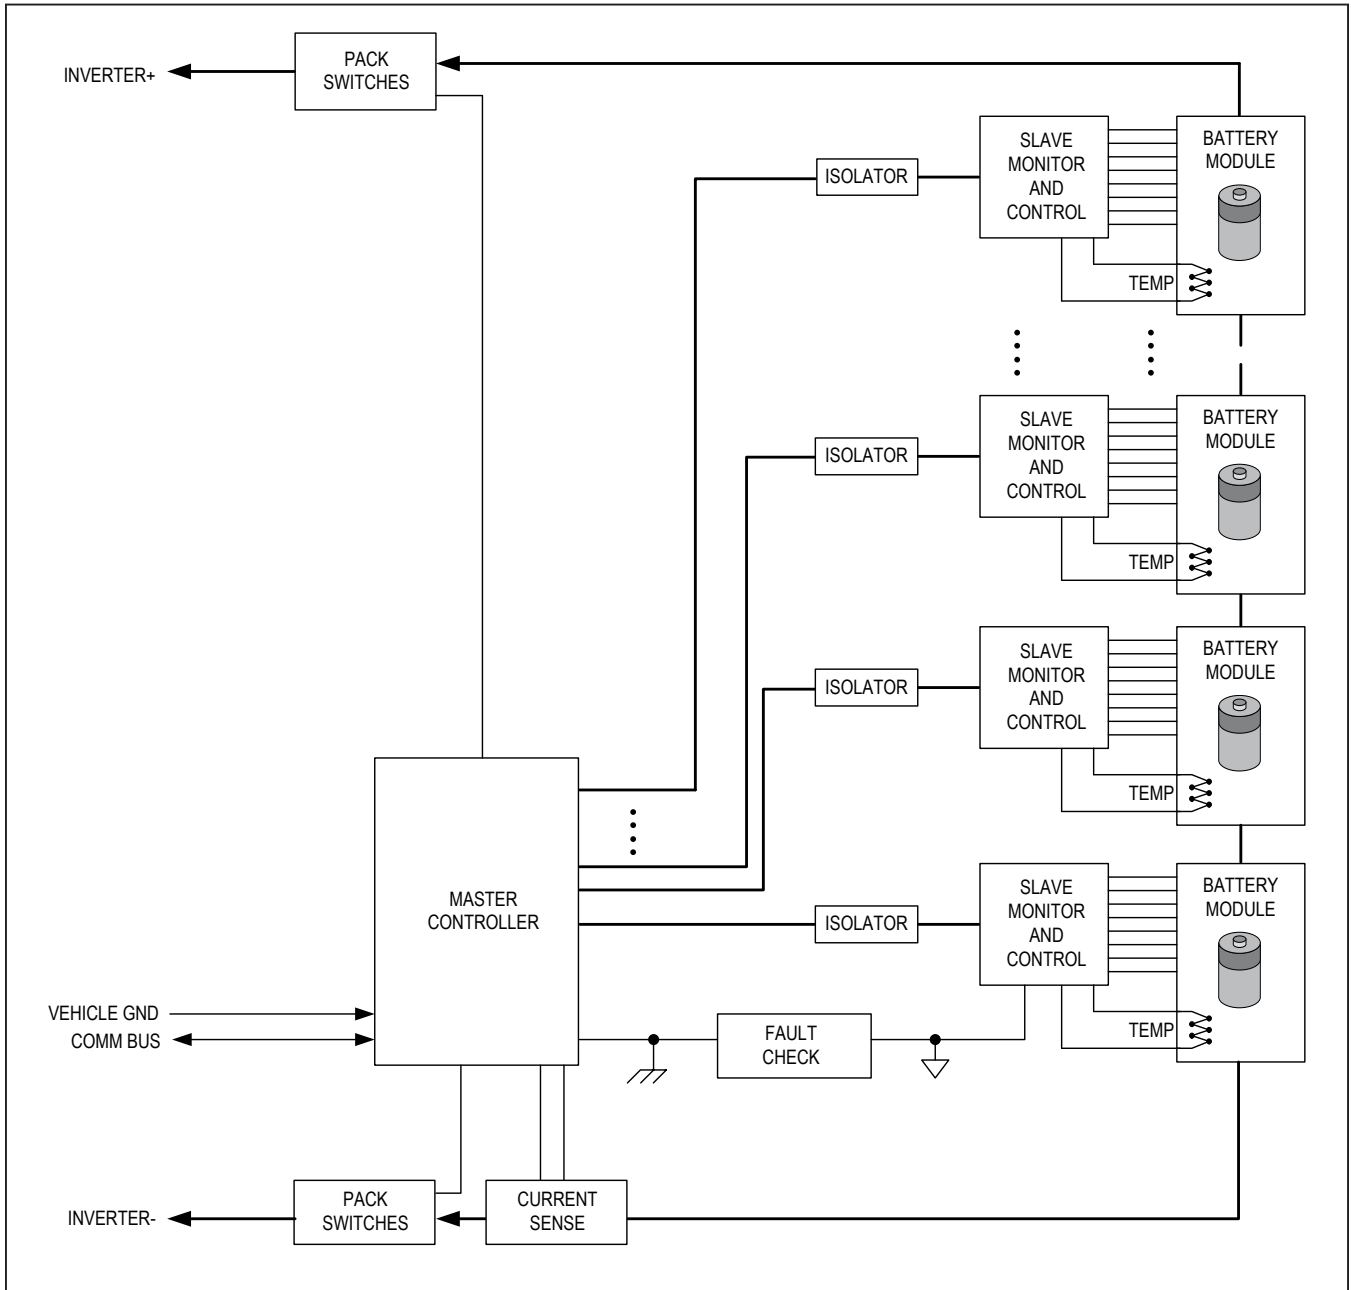 PACK
SWITCHES
INVERTER+
SLAVE
MONITOR
AND
CONTROL
BATTERY
MODULE
ISOLATOR
TEMP
SLAVE
MONITOR
AND
CONTROL
BATTERY
MODULE
ISOLATOR
TEMP
SLAVE
MONITOR
AND
CONTROL
BATTERY
MODULE
ISOLATOR
TEMP
MASTER
CONTROLLER
SLAVE
MONITOR
AND
CONTROL
BATTERY
MODULE
ISOLATOR
TEMP
VEHICLE GND
COMM BUS
FAULT
CHECK
PACK
SWITCHES
CURRENT
SENSE
INVERTER-